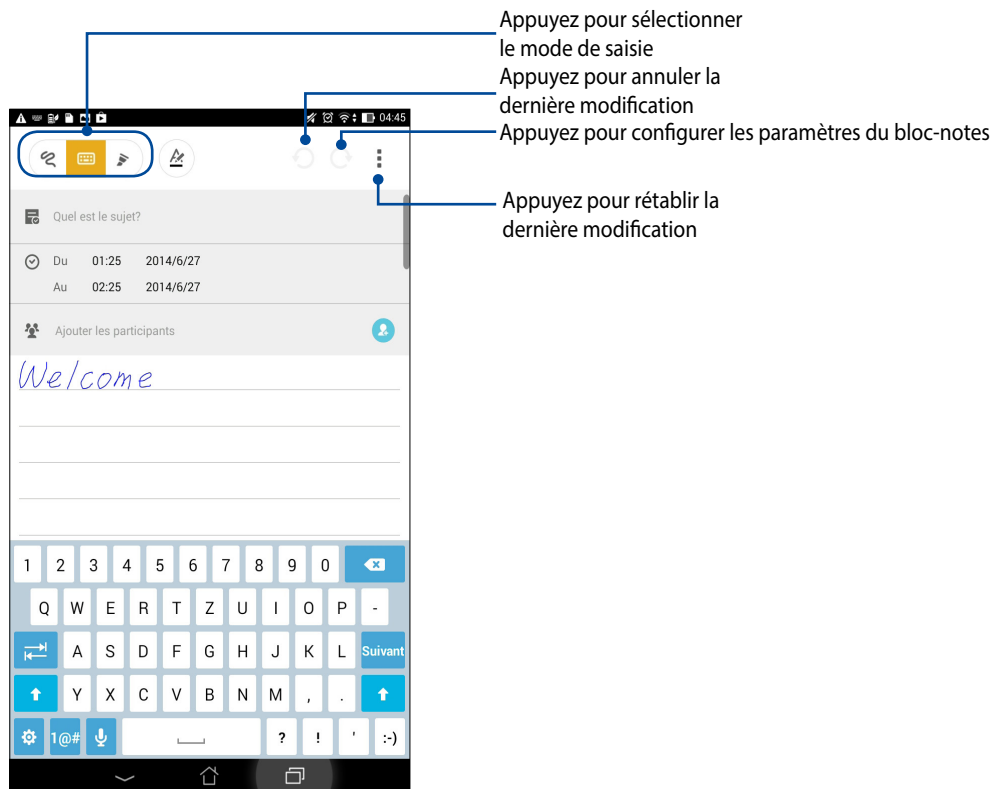 Appuyez pour sélectionner
le mode de saisie
Appuyez pour annuler la
dernière modification
Appuyez pour configurer les paramètres du bloc-notes
Appuyez pour rétablir la
dernière modification
04:45
Quel est le sujet?
Du 01:25 2014/6/27
Au 02:25 2014/6/27
Ajouter les participants
Welcome
1 2 3 4 5 6 7 8 9 0
Q W E R T Z U I O P -
A S D F G H J K L Suivant
Y X C V B N M , .
1@# ? ! ' :-)